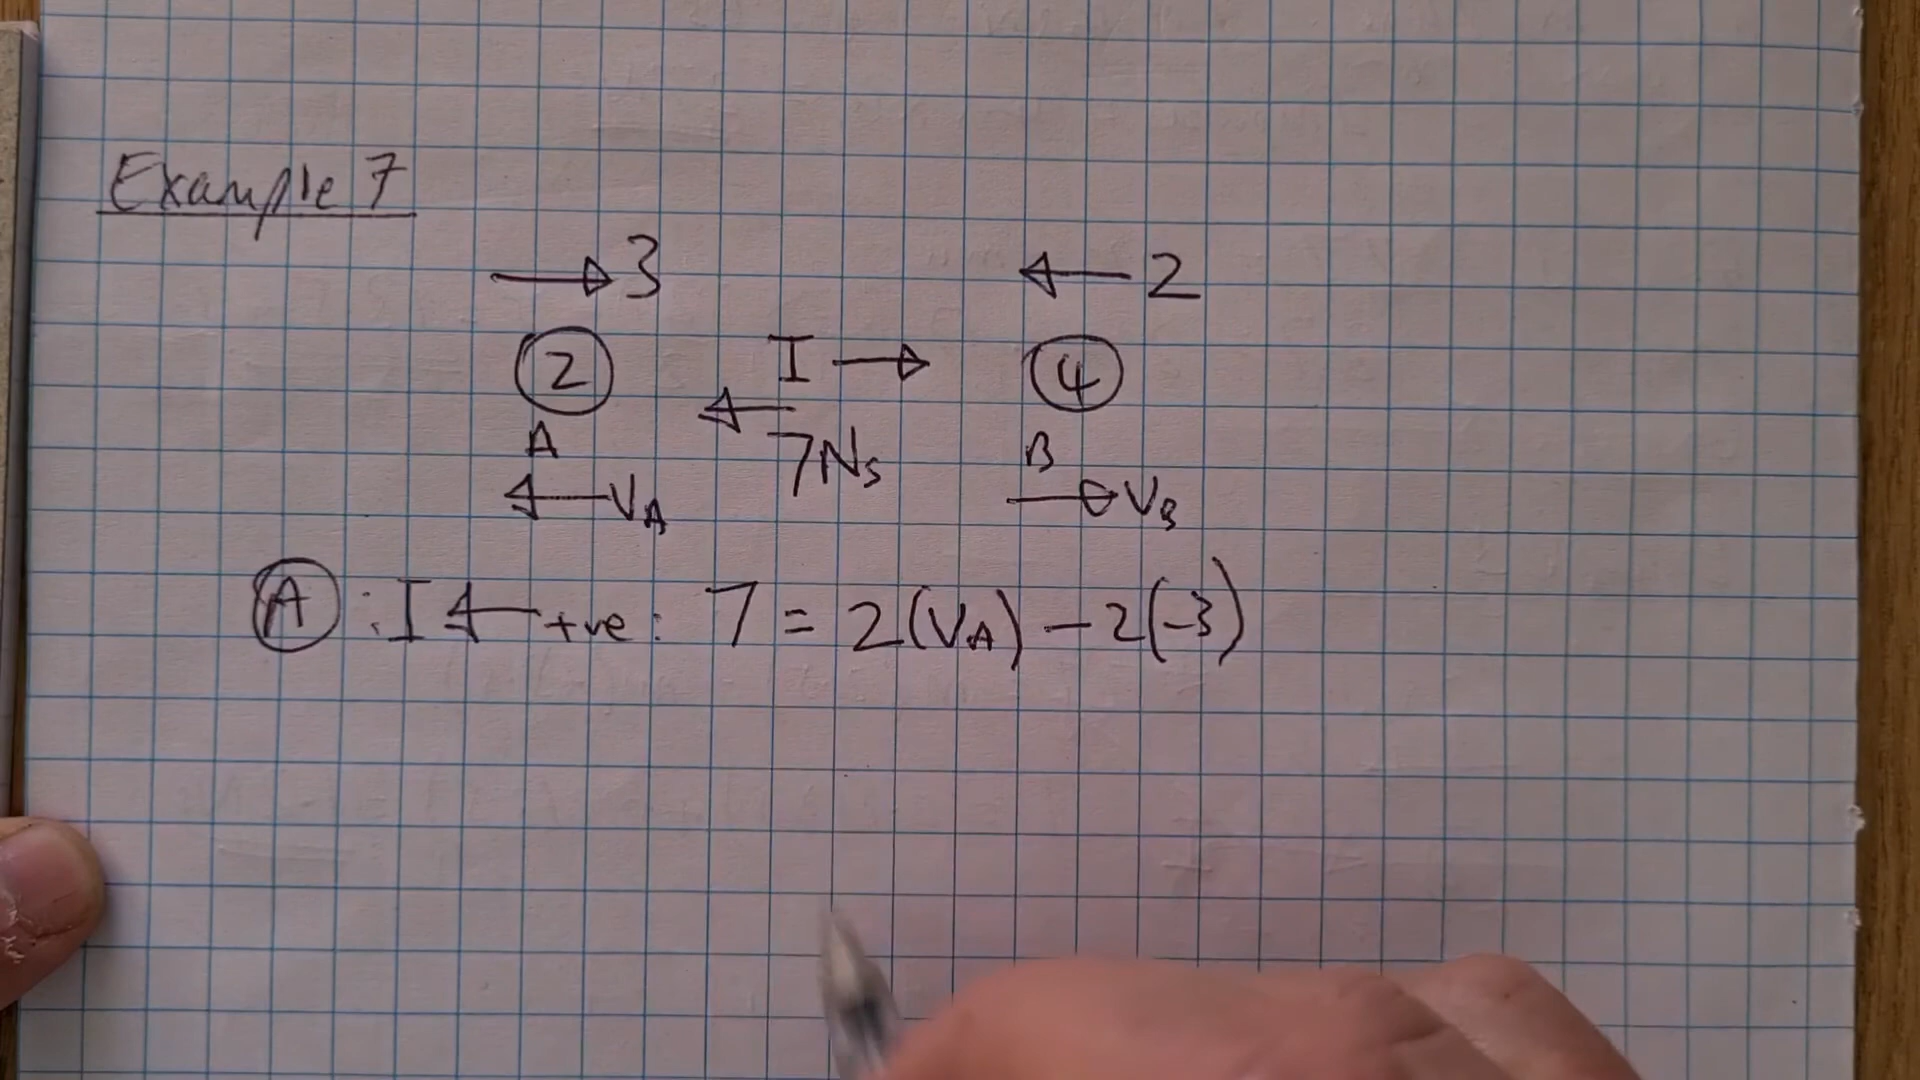 Example 7
3 2
2 I 4
A 7Ns B
VA VB
A : I +ve: 7 = 2(VA) - 2(-3)